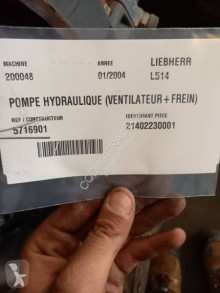 MACHINE ANNEE LIEBHERR
200048 01/2004 L514
POMPE HYDRAULIQUE (VENTILATEUR + FREIN)
REF / CONSTRUCTEUR IDENTIFIANT PIECE
5716901 21402230001